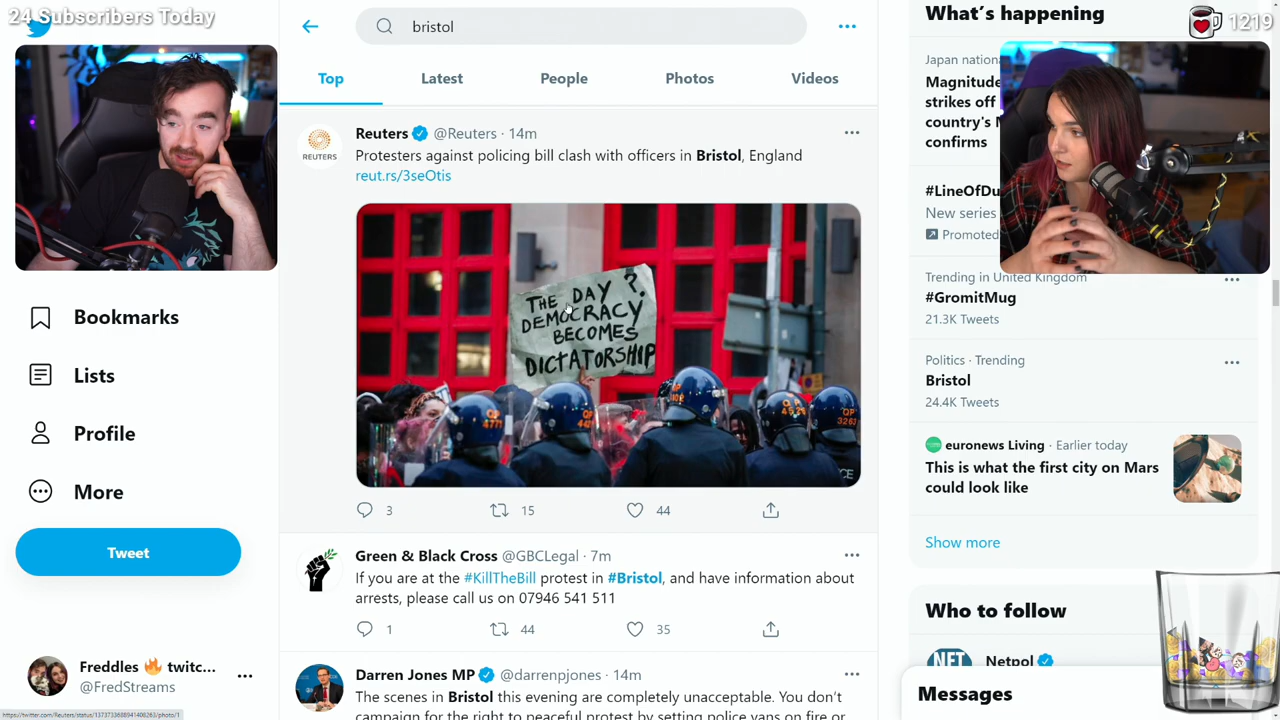 24 Subscribers Today
bristol
Top
Latest
People
Photos
Videos
Reuters @Reuters · 14m
Protesters against policing bill clash with officers in Bristol, England
reut.rs/3seOtis
REUTERS
THE DAY ?
DEMOCRACY
BECOMES
DICTATORSHIP
3
15
44
Green & Black Cross @GBCLegal · 7m
If you are at the #KillTheBill protest in #Bristol, and have information about
arrests, please call us on 07946 541 511
1
44
35
Darren Jones MP @darrenpjones · 14m
The scenes in Bristol this evening are completely unacceptable. You don't
campaign for the right to peaceful protest by setting police vans on fire or
Bookmarks
Lists
Profile
More
Tweet
Freddles 🔥 twitc...
@FredStreams
What's happening
1219
Japan nation
Magnitude
strikes off
country's
confirms
#LineOfDu
New series
Promoted
Trending in United Kingdom
#GromitMug
21.3K Tweets
Politics · Trending
Bristol
24.4K Tweets
euronews Living · Earlier today
This is what the first city on Mars
could look like
Show more
Who to follow
NET
Netpol
Messages